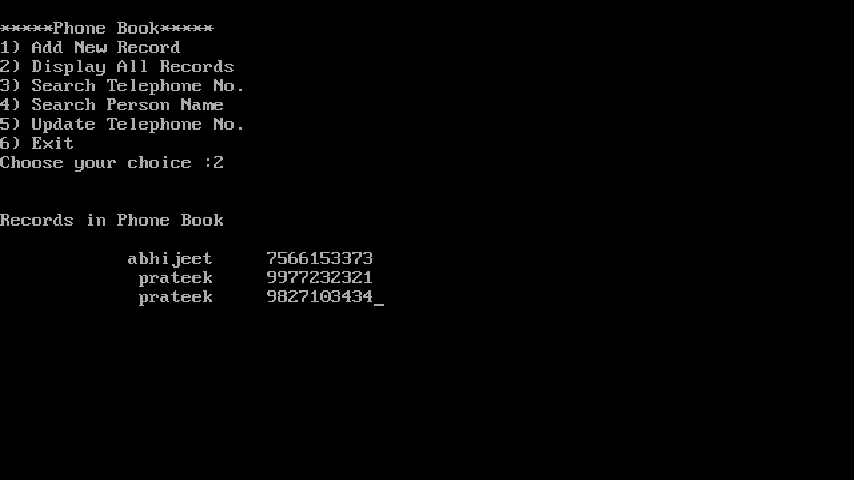 *****Phone Book*****
1) Add New Record
2) Display All Records
3) Search Telephone No.
4) Search Person Name
5) Update Telephone No.
6) Exit
Choose your choice :2
Records in Phone Book
abhijeet 7566153373
prateek 9977232321
prateek 9827103434_